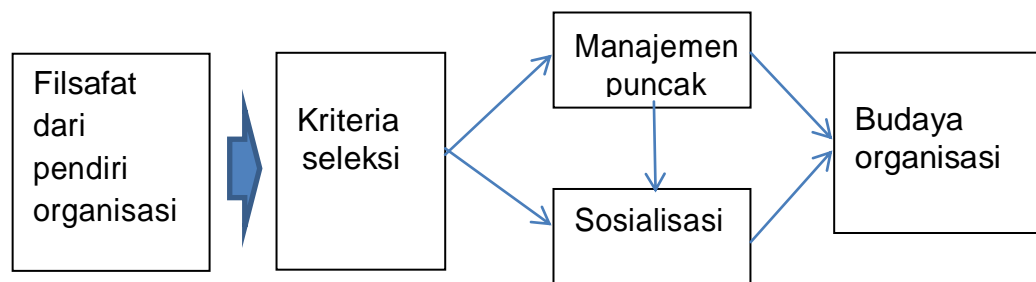 Filsafat
dari
pendiri
organisasi
Kriteria
seleksi
Manajemen
puncak
Sosialisasi
Budaya
organisasi